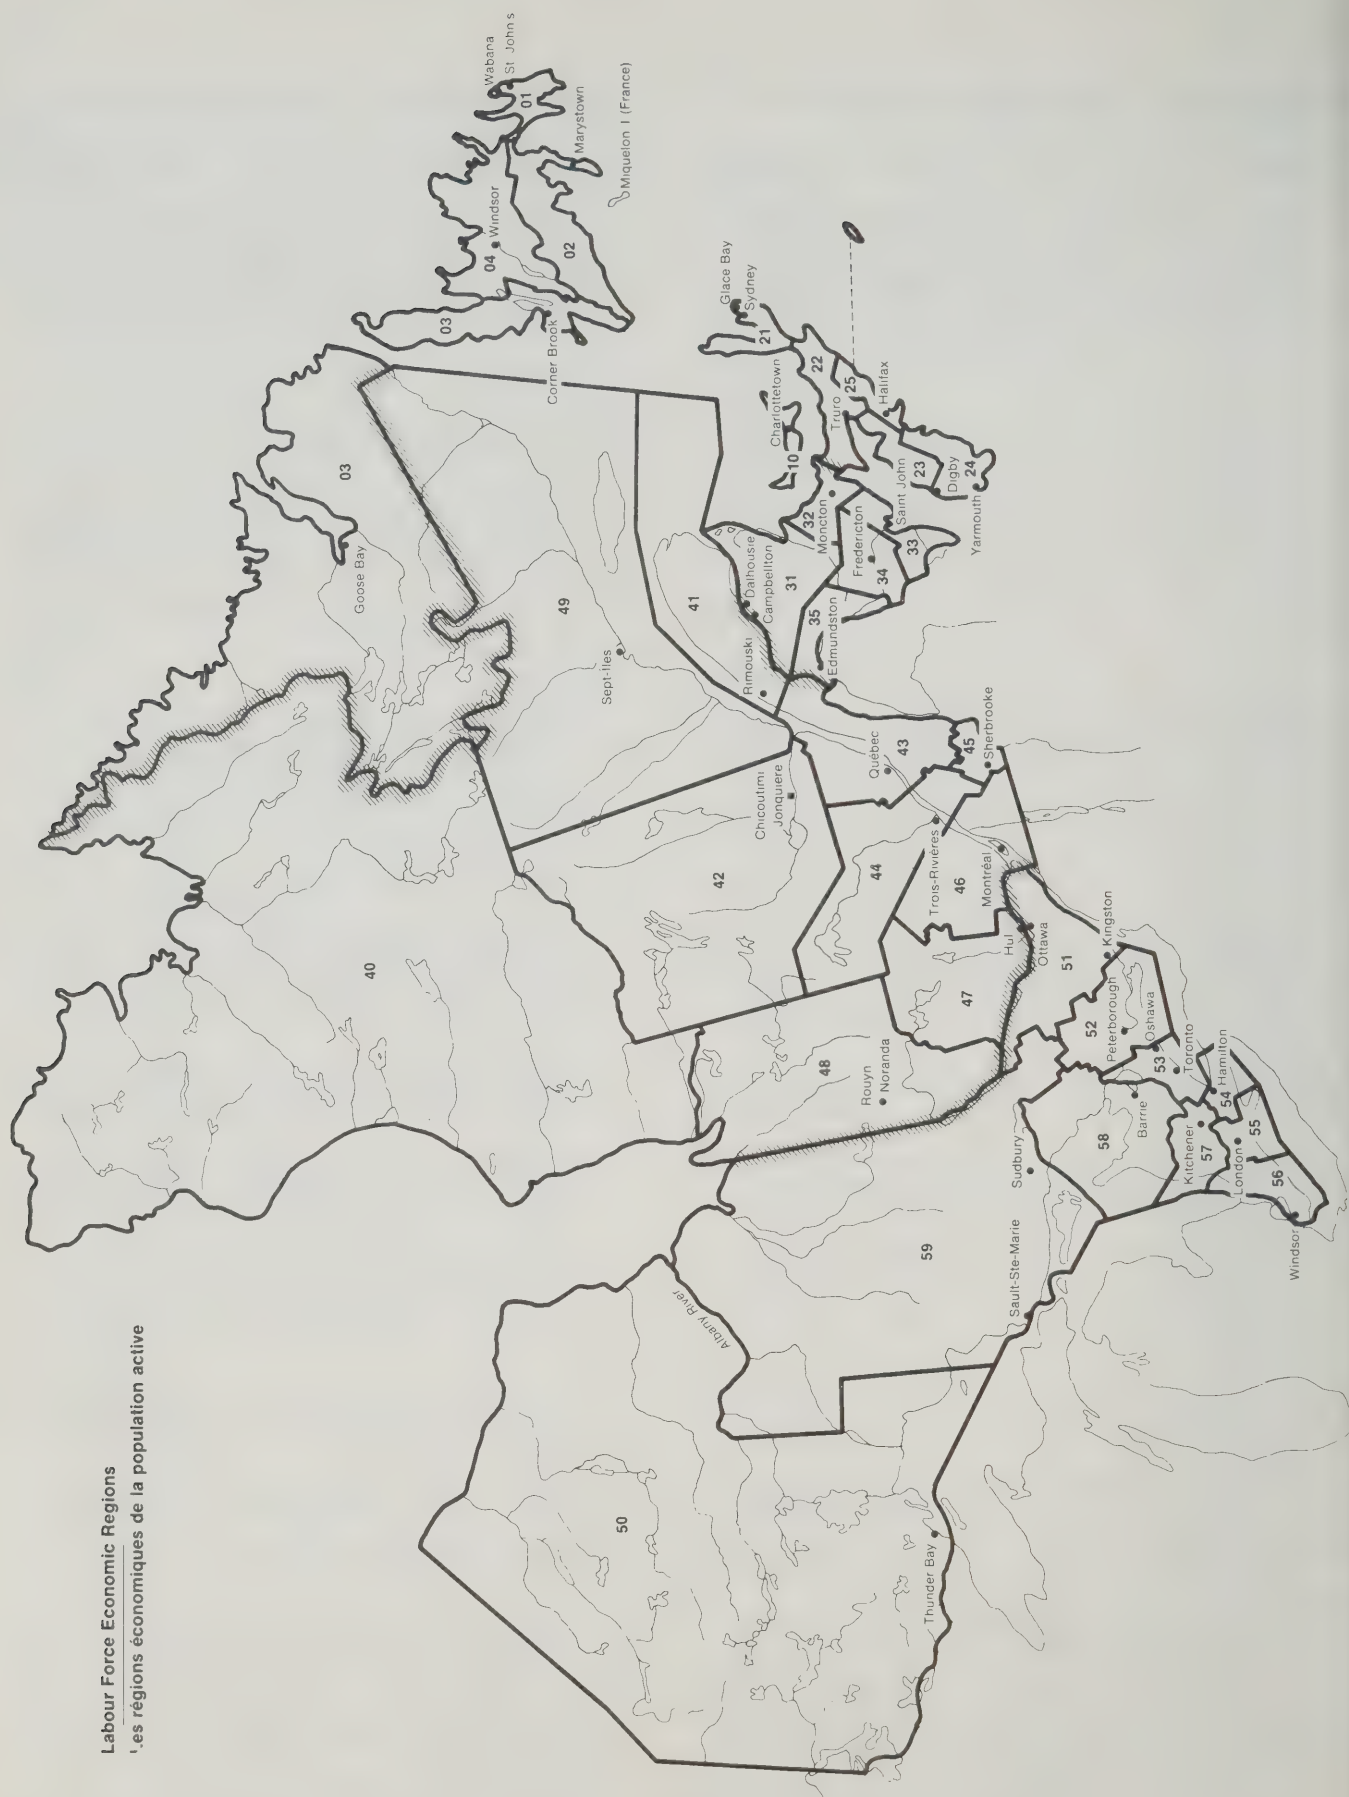 Labour Force Economic Regions
Les régions économiques de la population active
Wabana
St. John's
01
Marystown
Miquelon I (France)
Windsor
04
02
03
Corner Brook
03
Goose Bay
Glace Bay
Sydney
21
22
25
Halifax
Truro
Charlottetown
10
23
Digby
24
Yarmouth
Saint John
33
32
Moncton
Fredericton
34
31
Dalhousie
Campbellton
35
Edmundston
41
Rimouski
49
Sept-Iles
40
42
Chicoutimi
Jonquiere
Québec
43
45
Sherbrooke
44
Trois-Rivières
46
Montréal
Hul
Ottawa
47
48
Rouyn
Noranda
51
Kingston
52
Peterborough
Oshawa
53
Toronto
Hamilton
54
55
Barrie
58
Kitchener
57
London
56
Windsor
Sudbury
59
Sault-Ste-Marie
Albany River
50
Thunder Bay